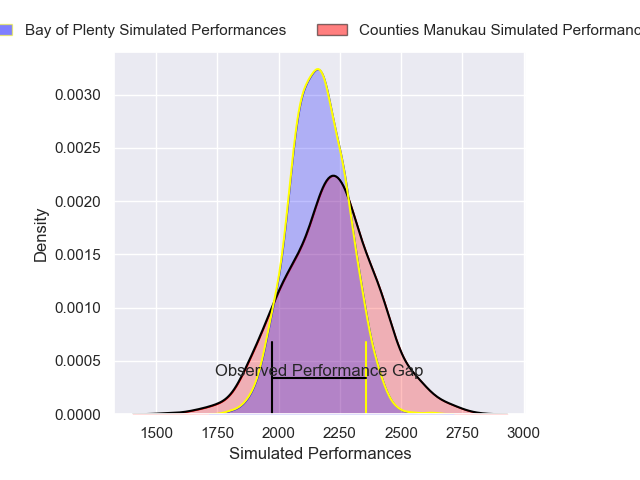 Bay of Plenty Simulated Performances
Counties Manukau Simulated
0.0030
0.0025
0.0020
0.0015
0.0010
0.0005
0.0000
Density
Observed Performance Gap
1500 1750 2000 2250 2500 2750 3000
Simulated Performances